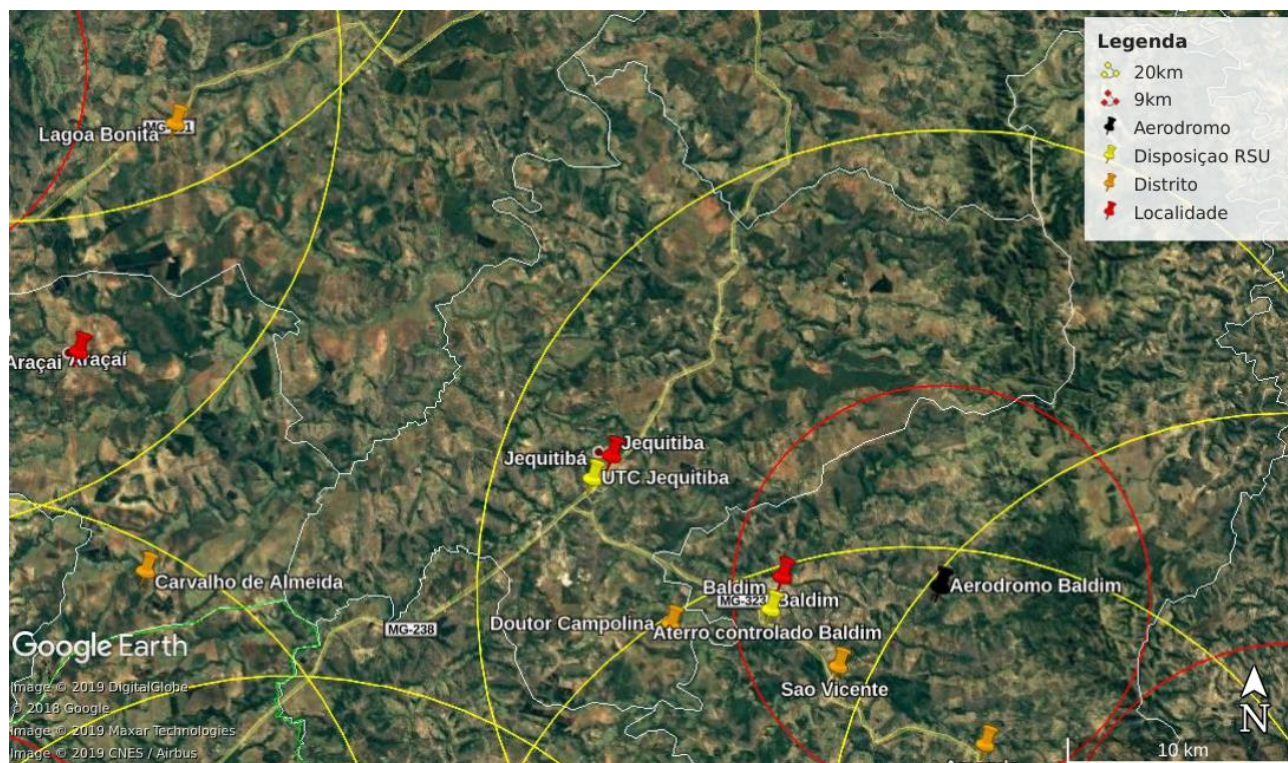 Legenda
20km
9km
Aerodromo
Disposiçao RSU
Distrito
Localidade
Lagoa Bonita
Araçai
Araçaí
Jequitiba
Jequitibá
UTC Jequitiba
Carvalho de Almeida
Baldim
MG-323
Baldim
Aerodromo Baldim
Doutor Campolina
Aterro controlado Baldim
MG-238
Sao Vicente
Google Earth
Image © 2019 DigitalGlobe
© 2018 Google
Image © 2019 Maxar Technologies
Image © 2019 CNES / Airbus
N
10 km